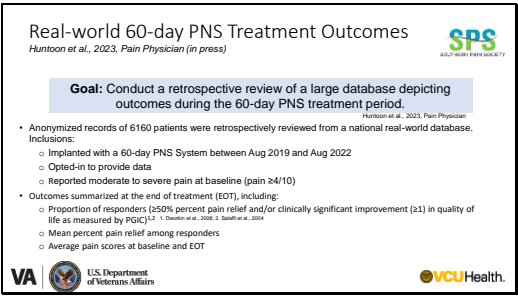 Real-world 60-day PNS Treatment Outcomes
Huntoon et al., 2023, Pain Physician (in press)
SPS
SOUTHERN PAIN SOCIETY
Goal: Conduct a retrospective review of a large database depicting
outcomes during the 60-day PNS treatment period.
Huntoon et al., 2023, Pain Physician
• Anonymized records of 6160 patients were retrospectively reviewed from a national real-world database.
Inclusions:
o Implanted with a 60-day PNS System between Aug 2019 and Aug 2022
o Opted-in to provide data
o Reported moderate to severe pain at baseline (pain ≥4/10)
• Outcomes summarized at the end of treatment (EOT), including:
o Proportion of responders (≥50% percent pain relief and/or clinically significant improvement (≥1) in quality of
life as measured by PGIC)1,2 1. Dworkin et al., 2008; 2. Salaffi et al., 2004
o Mean percent pain relief among responders
o Average pain scores at baseline and EOT
VA
U.S. Department
of Veterans Affairs
VCUHealth.